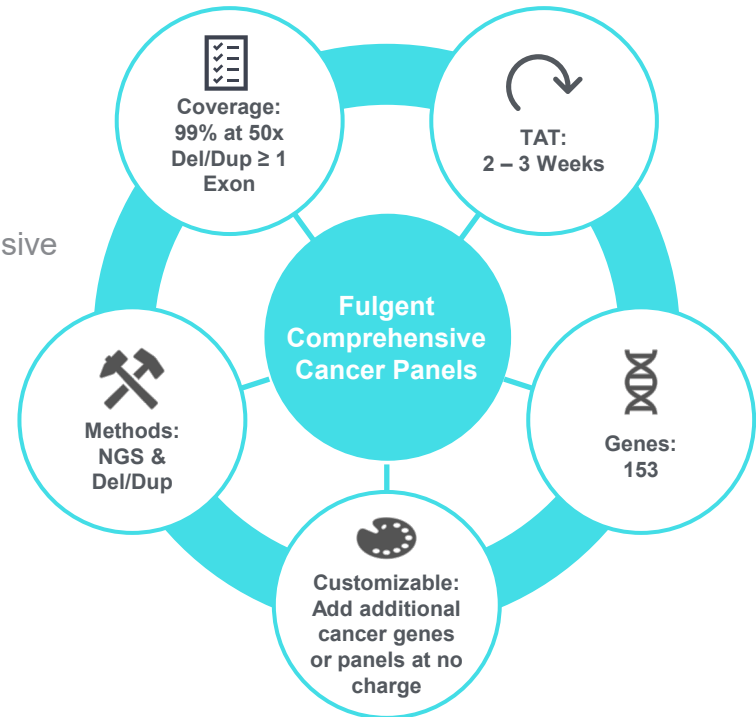 Coverage:
99% at 50x
Del/Dup ≥ 1
Exon
TAT:
2 – 3 Weeks
sive
Fulgent
Comprehensive
Cancer Panels
Methods:
NGS &
Del/Dup
Genes:
153
Customizable:
Add additional
cancer genes
or panels at no
charge